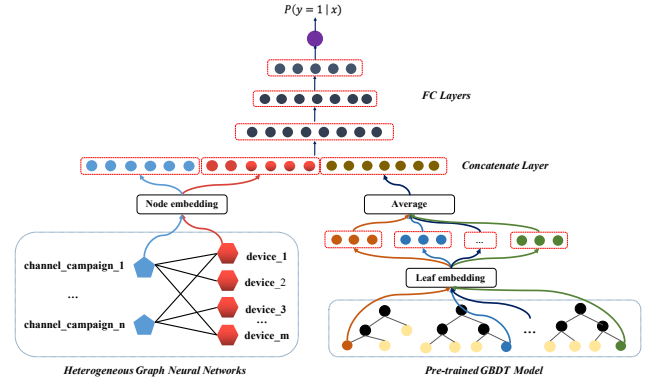 P(y = 1 | x)
FC Layers
Concatenate Layer
Node embedding
Average
...
Leaf embedding
channel_campaign_1
...
channel_campaign_n
device_1
device_2
device_3
...
device_m
...
Heterogeneous Graph Neural Networks
Pre-trained GBDT Model